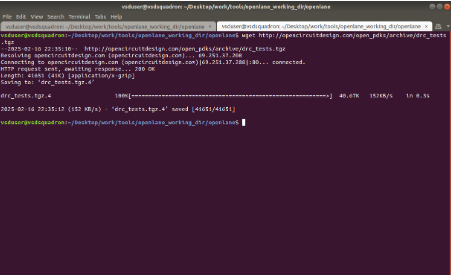 vsduser@vsdsquadron: ~/Desktop/work/tools/openlane_working_dir/openlane
File Edit View Search Terminal Tabs Help
vsduser@vsdsquadron: ~/Desktop/work/tools/openlane_working_dir/openlane × vsduser@vsdsquadron: ~/Desktop/work/tools/openlane_working_dir/openlane ×
vsduser@vsdsquadron:~/Desktop/work/tools/openlane_working_dir/openlane$ wget http://opencircuitdesign.com/open_pdks/archive/drc_tests
.tgz
--2025-02-16 22:35:10-- http://opencircuitdesign.com/open_pdks/archive/drc_tests.tgz
Resolving opencircuitdesign.com (opencircuitdesign.com)... 69.251.37.208
Connecting to opencircuitdesign.com (opencircuitdesign.com)|69.251.37.208|:80... connected.
HTTP request sent, awaiting response... 200 OK
Length: 41651 (41K) [application/x-gzip]
Saving to: 'drc_tests.tgz.4'
drc_tests.tgz.4 100%[===================================================>] 40.67K 152KB/s in 0.3s
2025-02-16 22:35:12 (152 KB/s) - 'drc_tests.tgz.4' saved [41651/41651]
vsduser@vsdsquadron:~/Desktop/work/tools/openlane_working_dir/openlane$